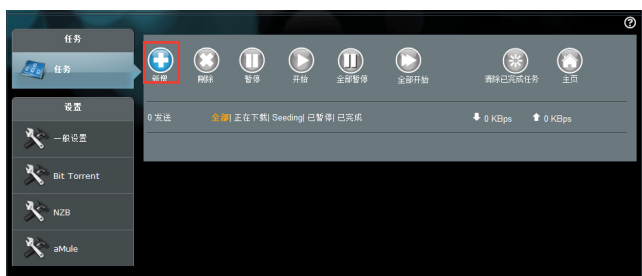 任务
任务
设置
一般设置
Bit Torrent
NZB
aMule
新增
删除
暂停
开始
全部暂停
全部开始
清除已完成任务
主页
0 发送 全部| 正在下载| Seeding| 已暂停| 已完成 0 KBps 0 KBps